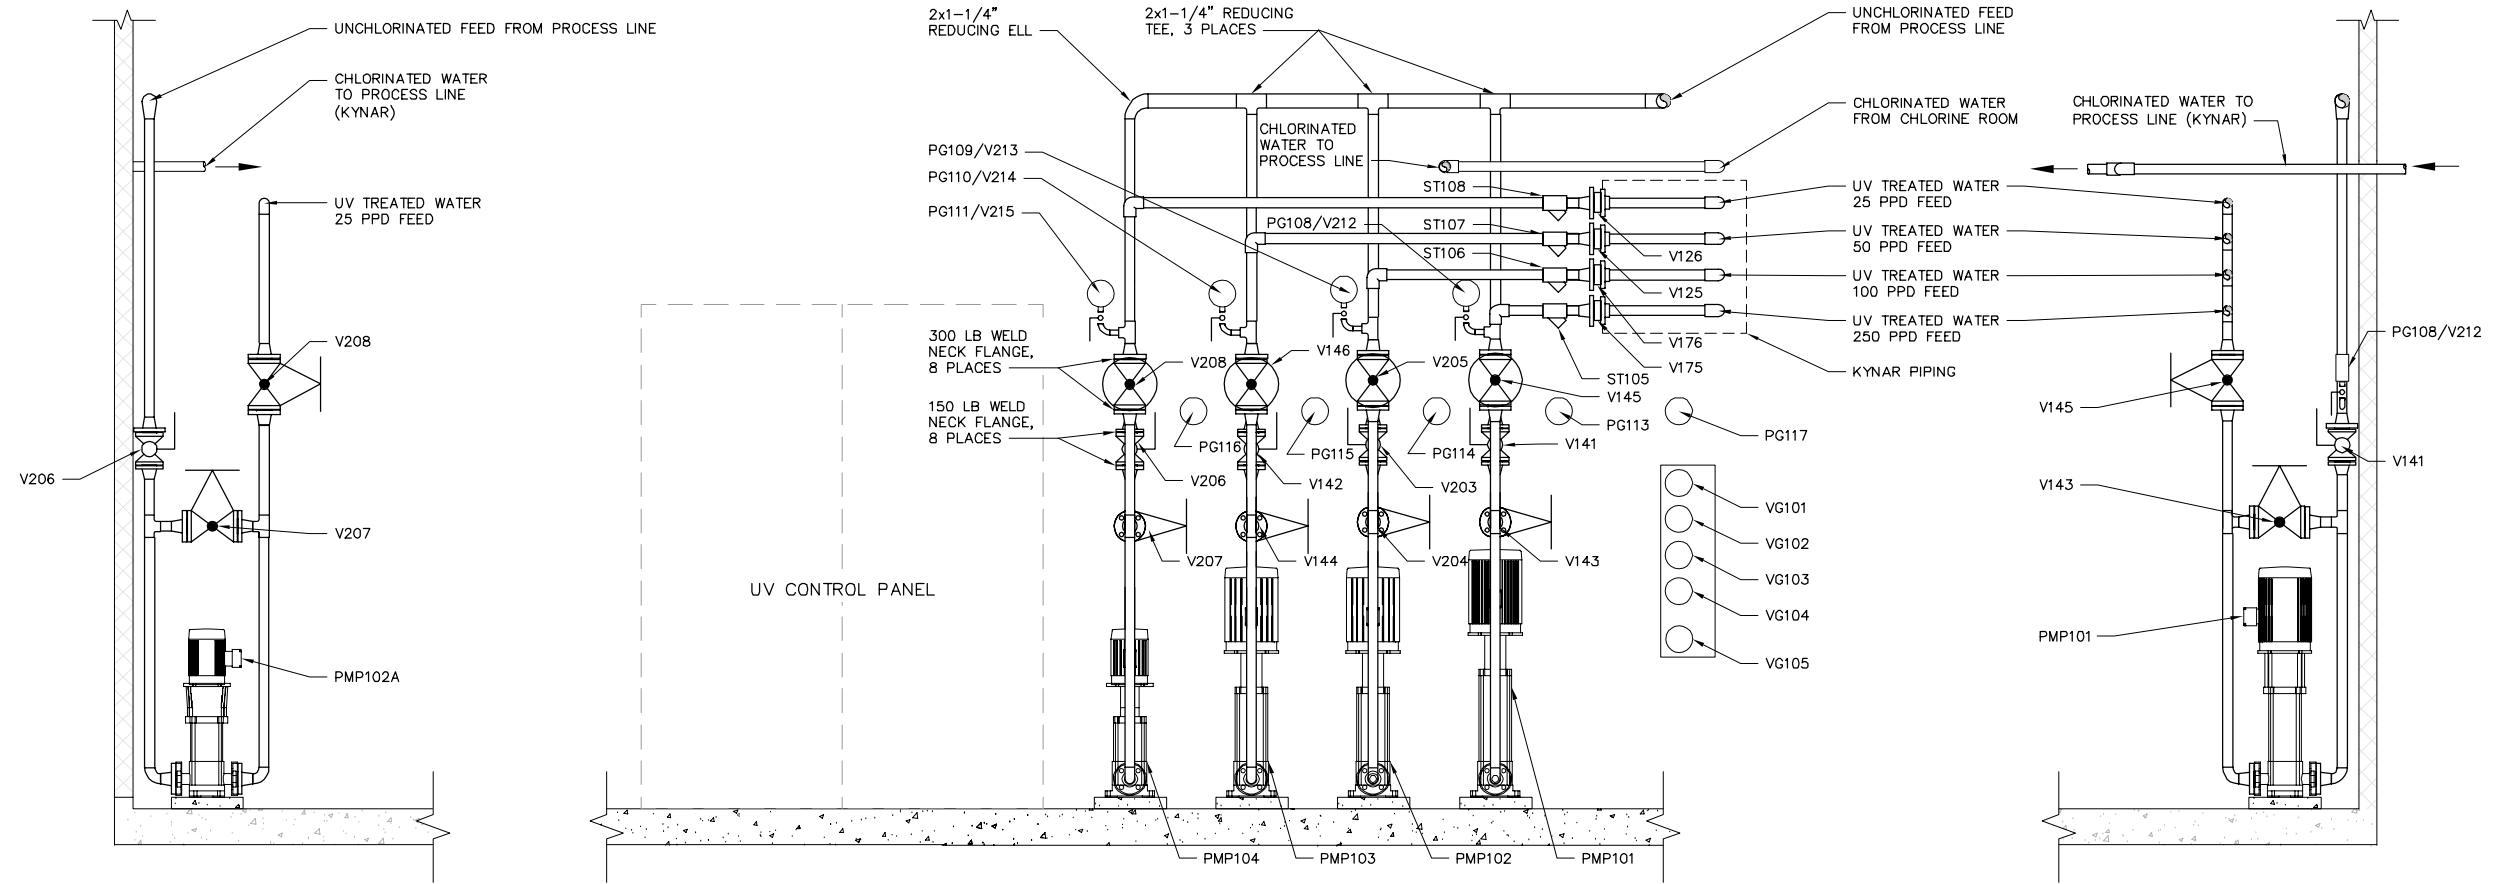 UNCHLORINATED FEED FROM PROCESS LINE
CHLORINATED WATER
TO PROCESS LINE
(KYNAR)
UV TREATED WATER
25 PPD FEED
V208
V206
V207
PMP102A
UV CONTROL PANEL
2x1-1/4"
REDUCING ELL
2x1-1/4" REDUCING
TEE, 3 PLACES
PG109/V213
PG110/V214
PG111/V215
CHLORINATED
WATER TO
PROCESS LINE
PG108/V212
ST108
ST107
ST106
ST105
V126
V125
V176
V175
300 LB WELD
NECK FLANGE,
8 PLACES
150 LB WELD
NECK FLANGE,
8 PLACES
V208
V146
V205
V145
PG116
PG115
PG114
PG113
PG117
V206
V142
V203
V141
V207
V144
V204
V143
VG101
VG102
VG103
VG104
VG105
PMP104
PMP103
PMP102
PMP101
UNCHLORINATED FEED
FROM PROCESS LINE
CHLORINATED WATER
FROM CHLORINE ROOM
UV TREATED WATER
25 PPD FEED
UV TREATED WATER
50 PPD FEED
UV TREATED WATER
100 PPD FEED
UV TREATED WATER
250 PPD FEED
KYNAR PIPING
CHLORINATED WATER TO
PROCESS LINE (KYNAR)
PG108/V212
V145
V141
V143
PMP101